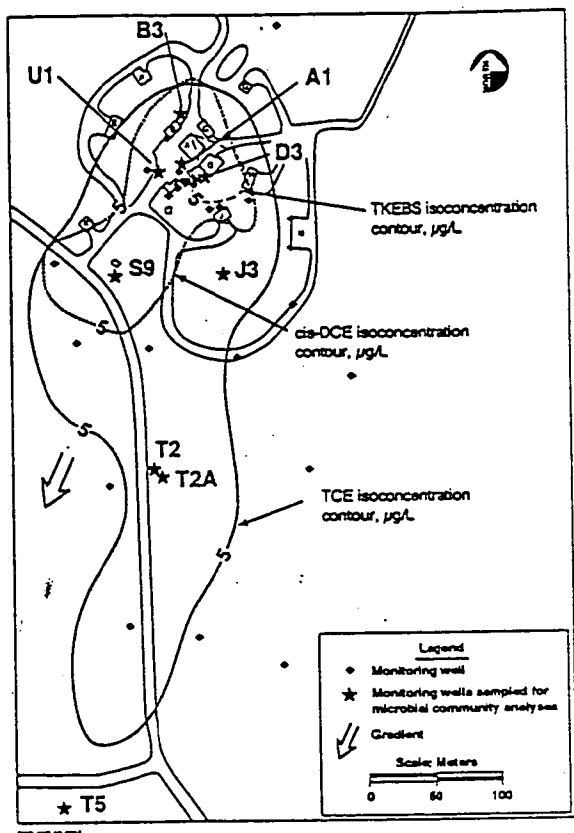 B3
U1
A1
D3
TKEBS isoconcentration
contour, µg/L
5
5
S9
J3
5
cis-DCE isoconcentration
contour, µg/L
5
T2
T2A
TCE isoconcentration
contour, µg/L
5
Legend
Monitoring well
Monitoring wells sampled for
microbial community analyses
Gradient
Scale: Meters
0 50 100
T5